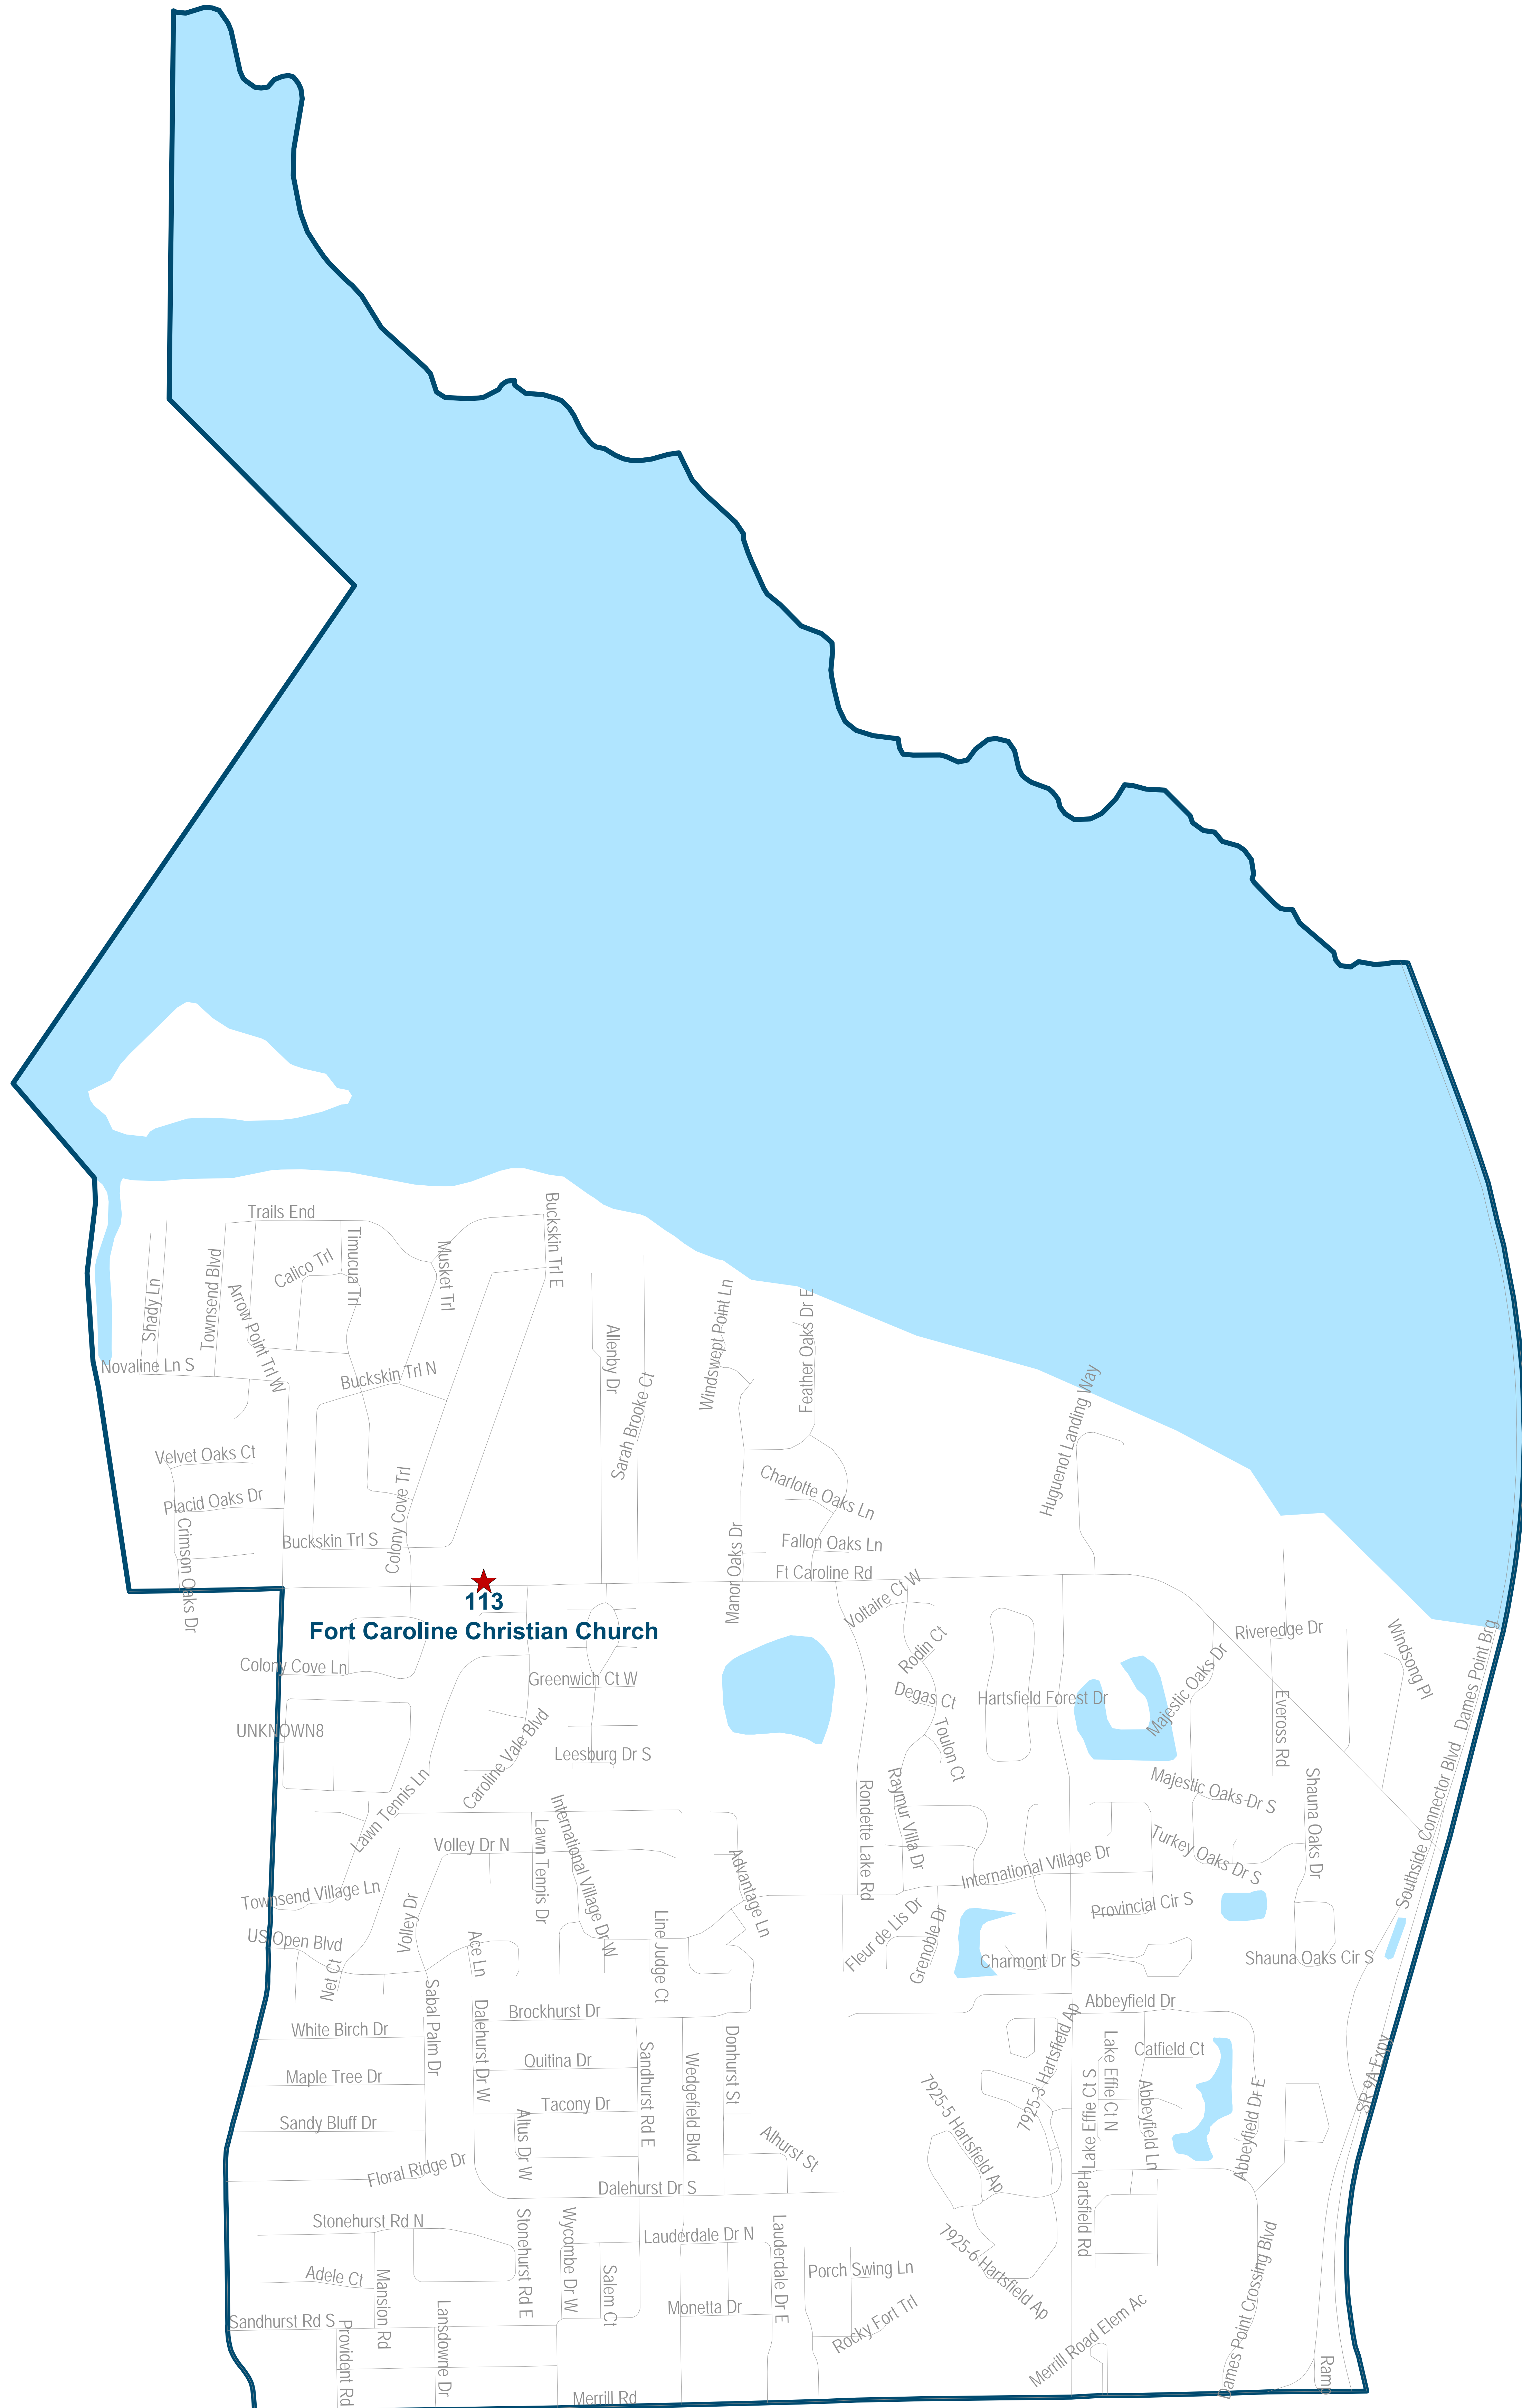 Trails End
Buckskin Trl E
Timucua Trl
Musket Trl
Calico Trl
Townsend Blvd
Shady Ln
Arrow Point Trl W
Novaline Ln S
Buckskin Trl N
Allenby Dr
Sarah Brooke Ct
Windswept Point Ln
Feather Oaks Dr E
Huguenot Landing Way
Velvet Oaks Ct
Placid Oaks Dr
Crimson Oaks Dr
Buckskin Trl S
Colony Cove Trl
Charlotte Oaks Ln
Fallon Oaks Ln
Manor Oaks Dr
Ft Caroline Rd
113
Fort Caroline Christian Church
Voltaire Ct W
Rodin Ct
Degas Ct
Toulon Ct
Hartsfield Forest Dr
Majestic Oaks Dr
Riveredge Dr
Eveross Rd
Windsong Pl
Dames Point Brg
Southside Connector Blvd
Colony Cove Ln
Greenwich Ct W
UNKNOWN8
Caroline Vale Blvd
Leesburg Dr S
Lawn Tennis Ln
Majestic Oaks Dr S
Shauna Oaks Dr
Turkey Oaks Dr S
Rondette Lake Rd
Raymur Villa Dr
International Village Dr
Volley Dr N
Lawn Tennis Dr
International Village Dr W
Advantage Ln
Townsend Village Ln
Volley Dr
US Open Blvd
Net Ct
Ace Ln
Line Judge Ct
Fleur de Lis Dr
Grenoble Dr
Provincial Cir S
Charmont Dr S
Shauna Oaks Cir S
Abbeyfield Dr
Brockhurst Dr
White Birch Dr
Sabal Palm Dr
Dalehurst Dr W
Maple Tree Dr
Quitina Dr
Sandhurst Rd E
Wedgefield Blvd
Donhurst St
Tacony Dr
Sandy Bluff Dr
Altus Dr W
Alhurst St
Floral Ridge Dr
Dalehurst Dr S
7925-3 Hartsfield Ap
7925-5 Hartsfield Ap
Lake Effie Ct N
Lake Effie Ct S
Catfield Ct
Abbeyfield Ln
Abbeyfield Dr E
SR 9A Expy
Hartsfield Rd
7925-6 Hartsfield Ap
Stonehurst Rd N
Stonehurst Rd E
Wycombe Dr W
Lauderdale Dr N
Lauderdale Dr E
Salem Ct
Adele Ct
Mansion Rd
Porch Swing Ln
Rocky Fort Trl
Monetta Dr
Sandhurst Rd S
Provident Rd
Lansdowne Dr
Merrill Rd
Merrill Road Elem Ac
Dames Point Crossing Blvd
Ramp